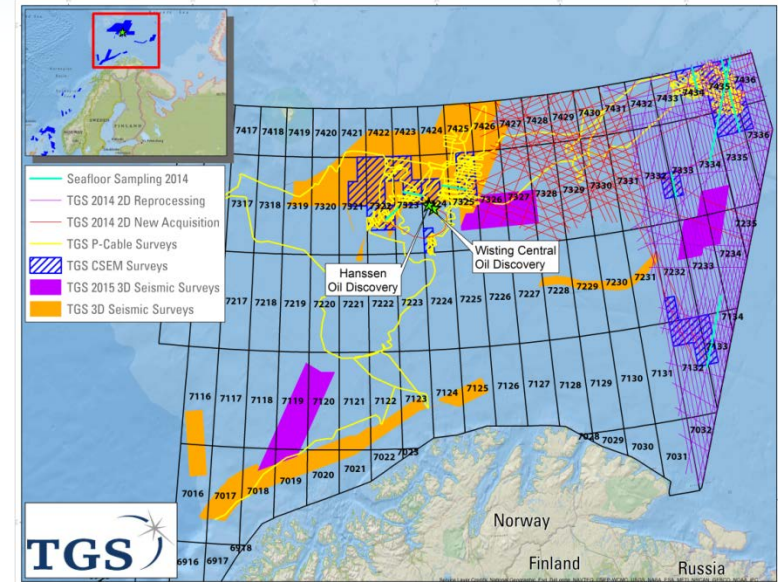 SWEDEN
FINLAND
Seafloor Sampling 2014
TGS 2014 2D Reprocessing
TGS 2014 2D New Acquisition
TGS P-Cable Surveys
TGS CSEM Surveys
TGS 2015 3D Seismic Surveys
TGS 3D Seismic Surveys
7434 7435 7436
7417 7418 7419 7420 7421 7422 7423 7424 7425 7426 7427 7428 7429 7430 7431 7432 7433
7336
7317 7318 7319 7320 7321 7322 7323 7324 7325 7326 7327 7328 7329 7330 7331 7332 7333 7334 7335
Hanssen
Oil Discovery
Wisting Central
Oil Discovery
7217 7218 7219 7220 7221 7222 7223 7224 7225 7226 7227 7228 7229 7230 7231 7232 7233 7234 7235
7116 7117 7118 7119 7120 7121 7122 7123 7124 7125 7126 7127 7128 7129 7130 7131 7132 7133 7134
7016 7017 7018 7019 7020 7021 7022 7023 7028 7029 7030 7031 7032
6916 6917 6918
Norway
Finland
Russia
TGS